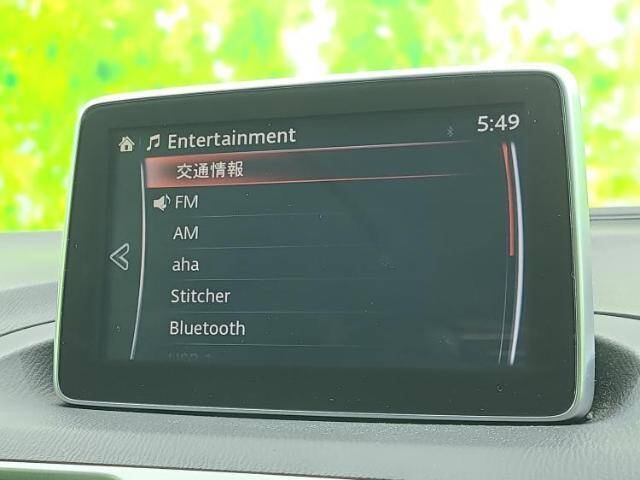 Entertainment
5:49
交通情報
FM
AM
aha
Stitcher
Bluetooth